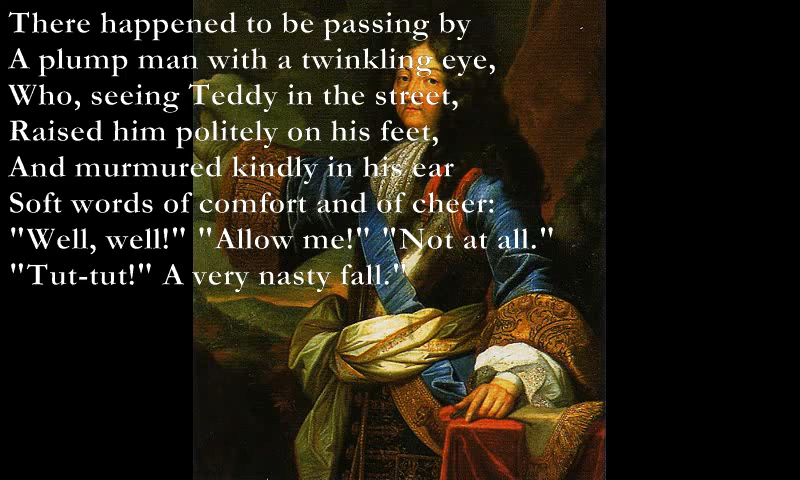 There happened to be passing by
A plump man with a twinkling eye,
Who, seeing Teddy in the street,
Raised him politely on his feet,
And murmured kindly in his ear
Soft words of comfort and of cheer:
"Well, well!" "Allow me!" "Not at all."
"Tut-tut!" A very nasty fall."